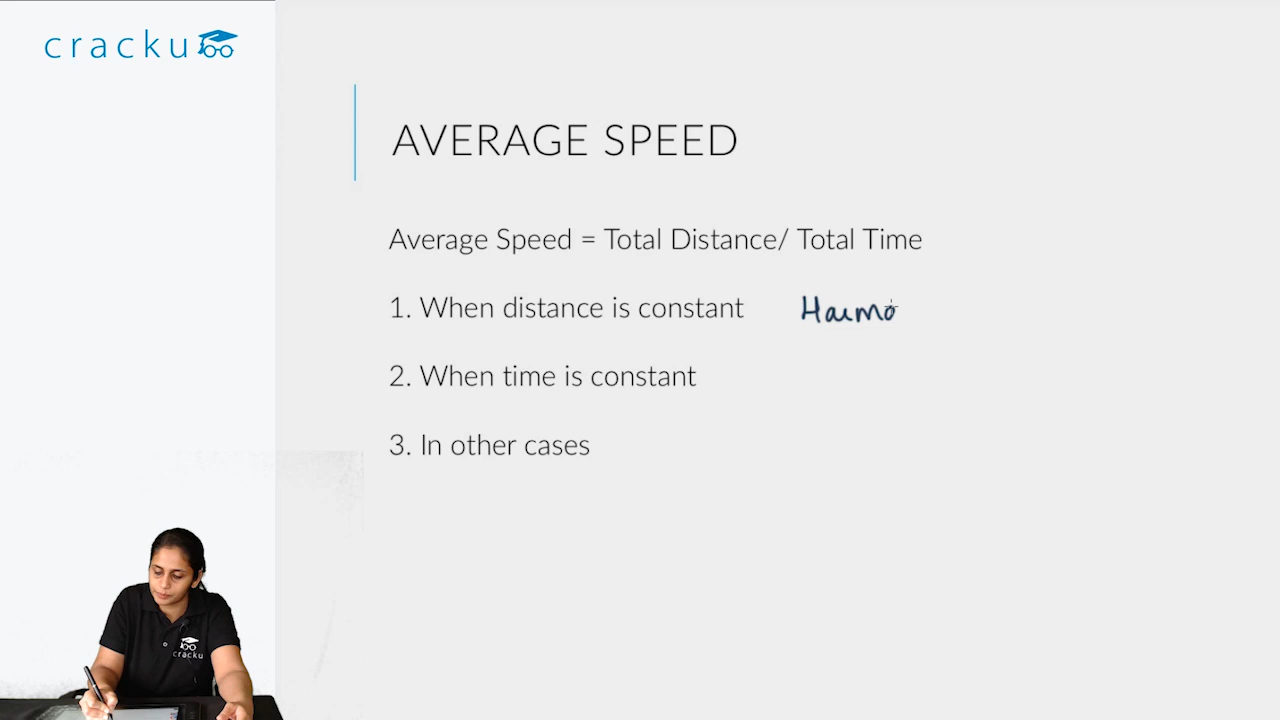 cracku
AVERAGE SPEED
Average Speed = Total Distance/ Total Time
1. When distance is constant Harmo
2. When time is constant
3. In other cases
cracku